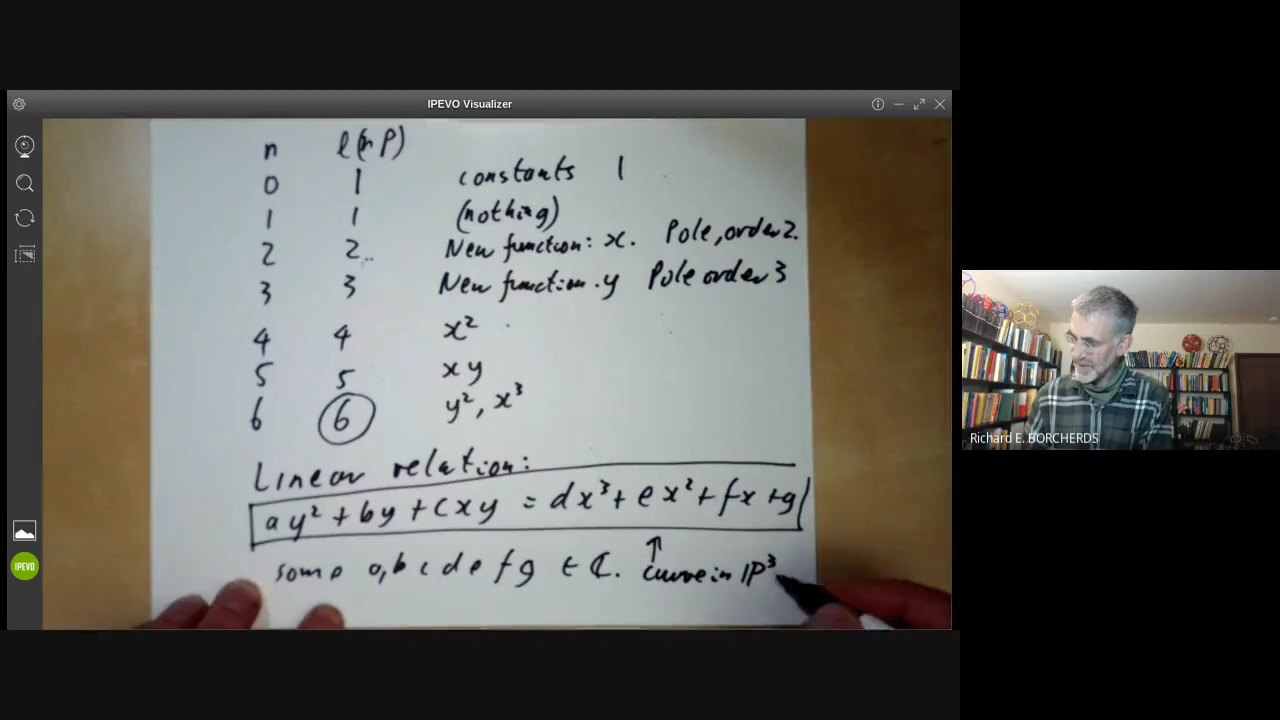 IPEVO Visualizer
n l(nP)
0 1 constants 1
1 1 (nothing)
2 2.. New function: x. Pole, order 2.
3 3 New function. y Pole order 3
4 4 x²
5 5 xy
6 6 y², x³
Linear relation:
ay² + by + cxy = dx³ + ex² + fx + g
some a, b c d e f g ∈ ℂ. ↑ curve in ℙ³
IPEVO
Richard E. BORCHERDS